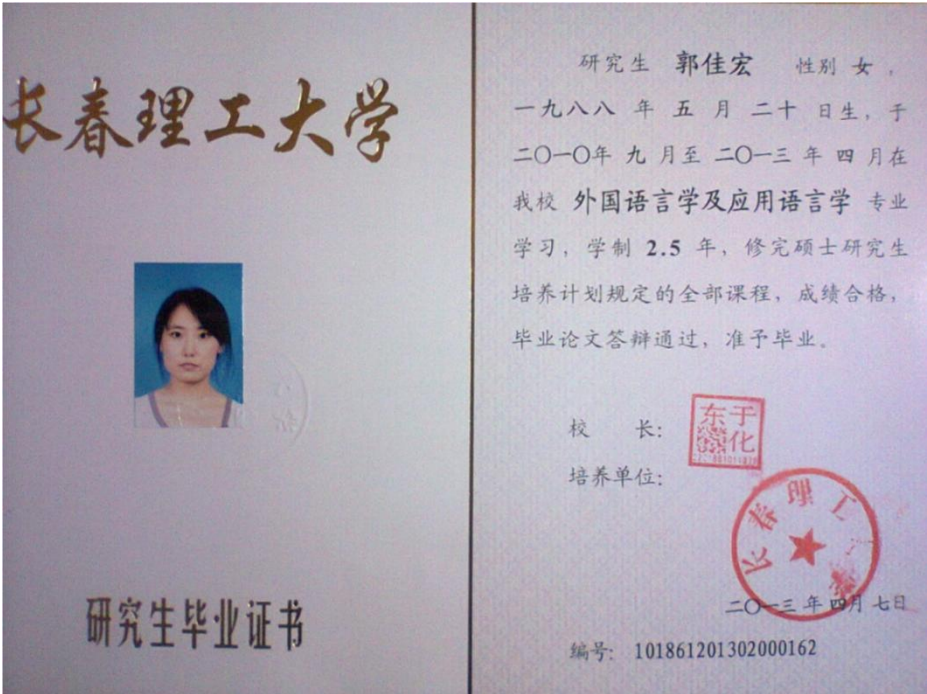 长春理工大学
研究生毕业证书
研究生 郭佳宏 性别 女，
一九八八 年 五 月 二十 日生，于
二〇一〇年 九 月至 二〇一三 年 四 月在
我校 外国语言学及应用语言学 专业
学习，学制 2.5 年，修完硕士研究生
培养计划规定的全部课程，成绩合格，
毕业论文答辩通过，准予毕业。
校 长：
于化东
培养单位：
长春理工大学
二〇一三 年 四月 七日
编号： 101861201302000162